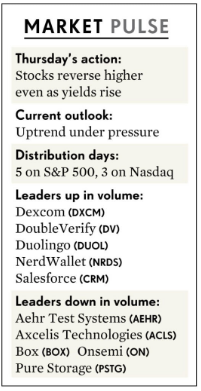 MARKET PULSE
Thursday's action:
Stocks reverse higher
even as yields rise
Current outlook:
Uptrend under pressure
Distribution days:
5 on S&P 500, 3 on Nasdaq
Leaders up in volume:
Dexcom (DXCM)
DoubleVerify (DV)
Duolingo (DUOL)
NerdWallet (NRDS)
Salesforce (CRM)
Leaders down in volume:
Aehr Test Systems (AEHR)
Axcelis Technologies (ACLS)
Box (BOX) Onsemi (ON)
Pure Storage (PSTG)